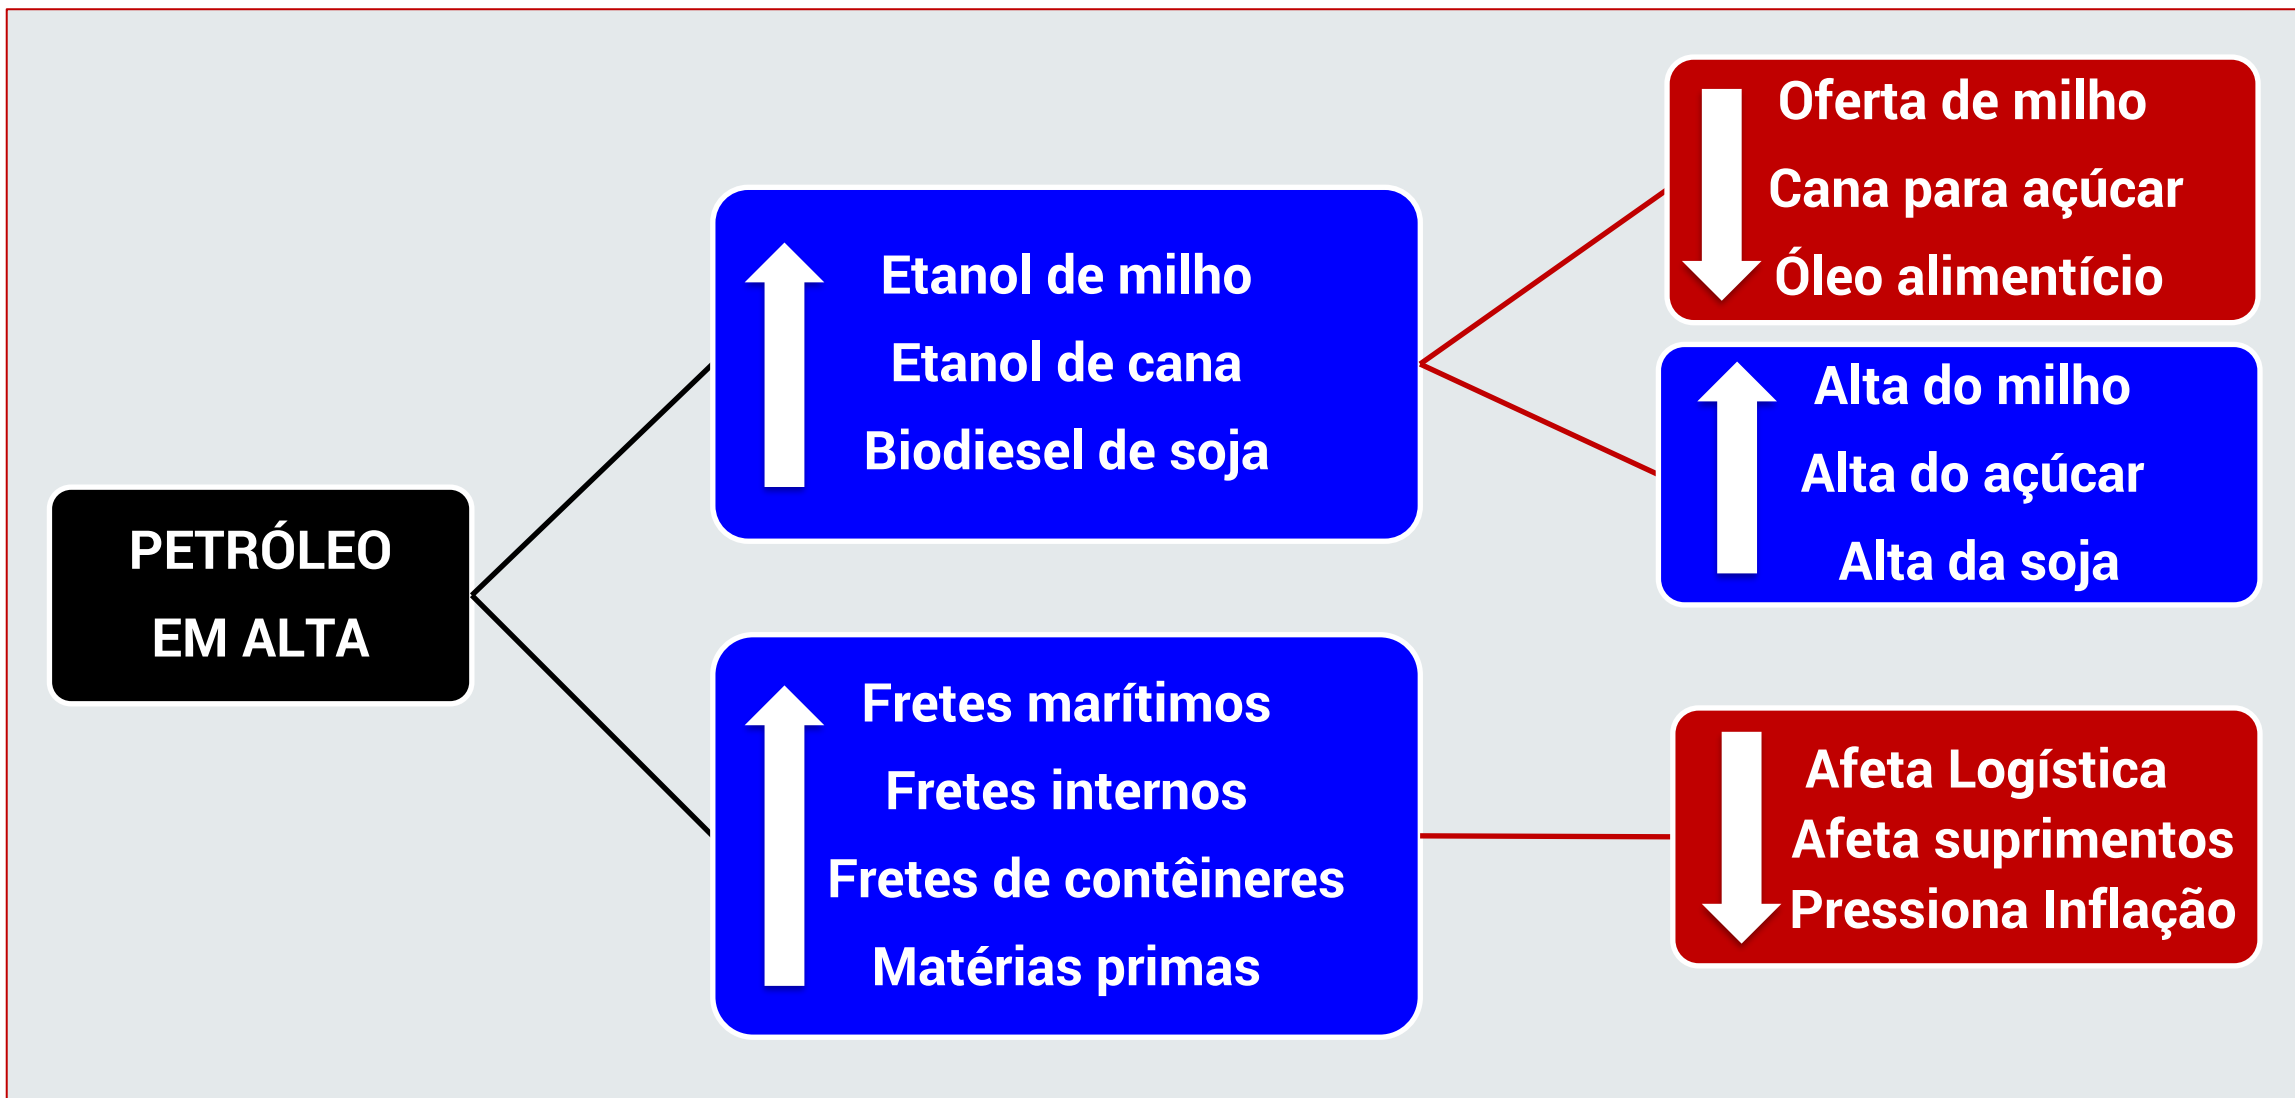 PETRÓLEO
EM ALTA
Etanol de milho
Etanol de cana
Biodiesel de soja
Fretes marítimos
Fretes internos
Fretes de contêineres
Matérias primas
Oferta de milho
Cana para açúcar
Óleo alimentício
Alta do milho
Alta do açúcar
Alta da soja
Afeta Logística
Afeta suprimentos
Pressiona Inflação